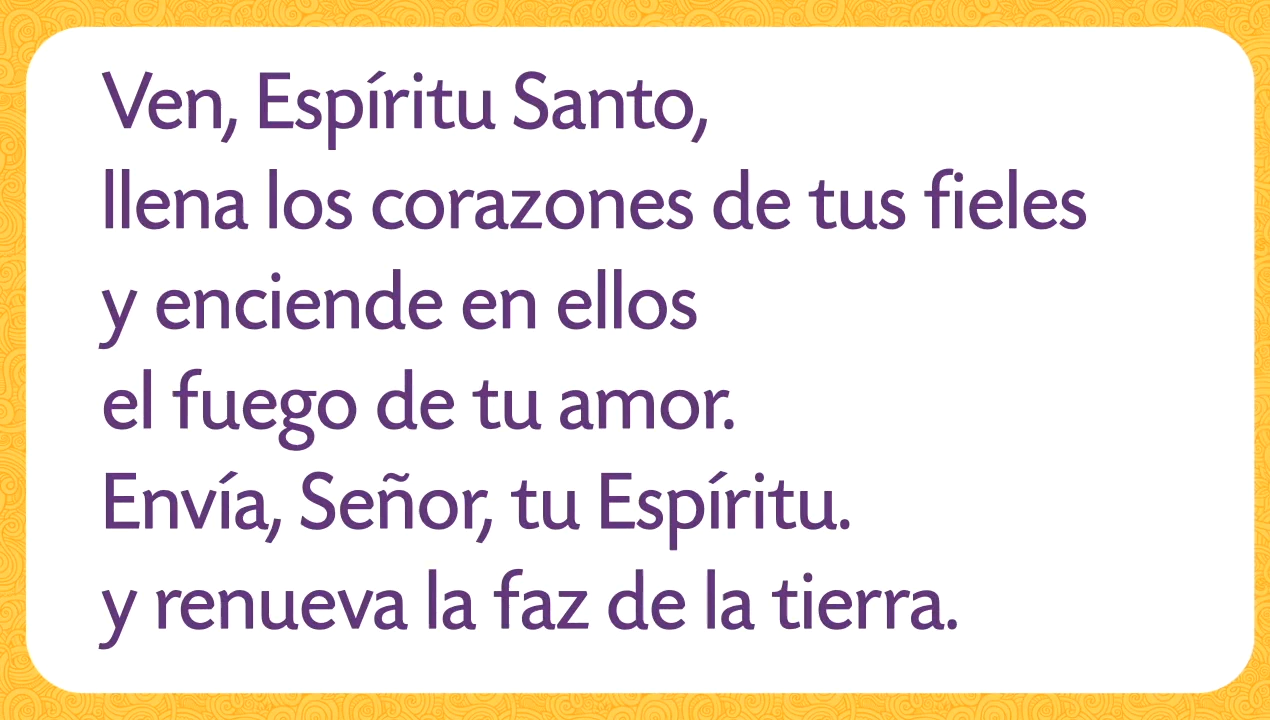 Ven, Espíritu Santo,
llena los corazones de tus fieles
y enciende en ellos
el fuego de tu amor.
Envía, Señor, tu Espíritu.
y renueva la faz de la tierra.